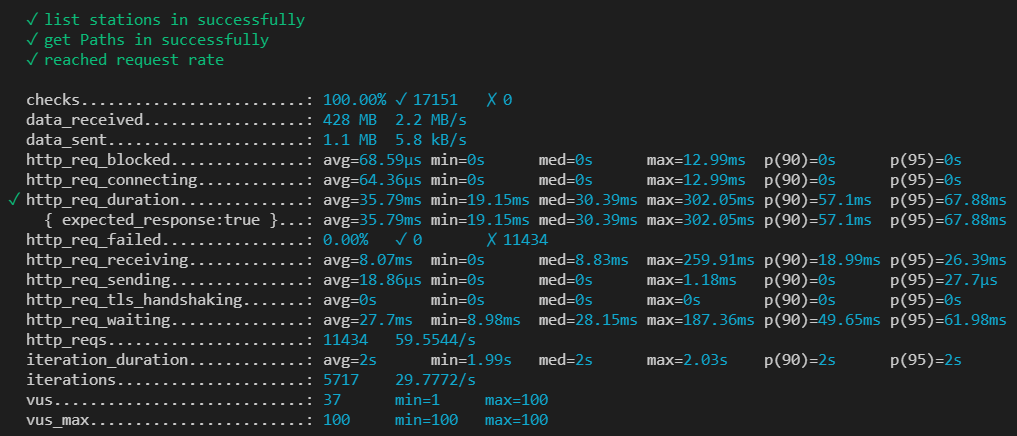 ✓ list stations in successfully
✓ get Paths in successfully
✓ reached request rate
checks.........................: 100.00% ✓ 17151 ✗ 0
data_received..................: 428 MB 2.2 MB/s
data_sent......................: 1.1 MB 5.8 kB/s
http_req_blocked...............: avg=68.59µs min=0s med=0s max=12.99ms p(90)=0s p(95)=0s
http_req_connecting............: avg=64.36µs min=0s med=0s max=12.99ms p(90)=0s p(95)=0s
✓ http_req_duration..............: avg=35.79ms min=19.15ms med=30.39ms max=302.05ms p(90)=57.1ms p(95)=67.88ms
{ expected_response:true }...: avg=35.79ms min=19.15ms med=30.39ms max=302.05ms p(90)=57.1ms p(95)=67.88ms
http_req_failed................: 0.00% ✓ 0 ✗ 11434
http_req_receiving.............: avg=8.07ms min=0s med=8.83ms max=259.91ms p(90)=18.99ms p(95)=26.39ms
http_req_sending...............: avg=18.86µs min=0s med=0s max=1.18ms p(90)=0s p(95)=27.7µs
http_req_tls_handshaking.......: avg=0s min=0s med=0s max=0s p(90)=0s p(95)=0s
http_req_waiting...............: avg=27.7ms min=8.98ms med=28.15ms max=187.36ms p(90)=49.65ms p(95)=61.98ms
http_reqs......................: 11434 59.5544/s
iteration_duration.............: avg=2s min=1.99s med=2s max=2.03s p(90)=2s p(95)=2s
iterations.....................: 5717 29.7772/s
vus............................: 37 min=1 max=100
vus_max........................: 100 min=100 max=100